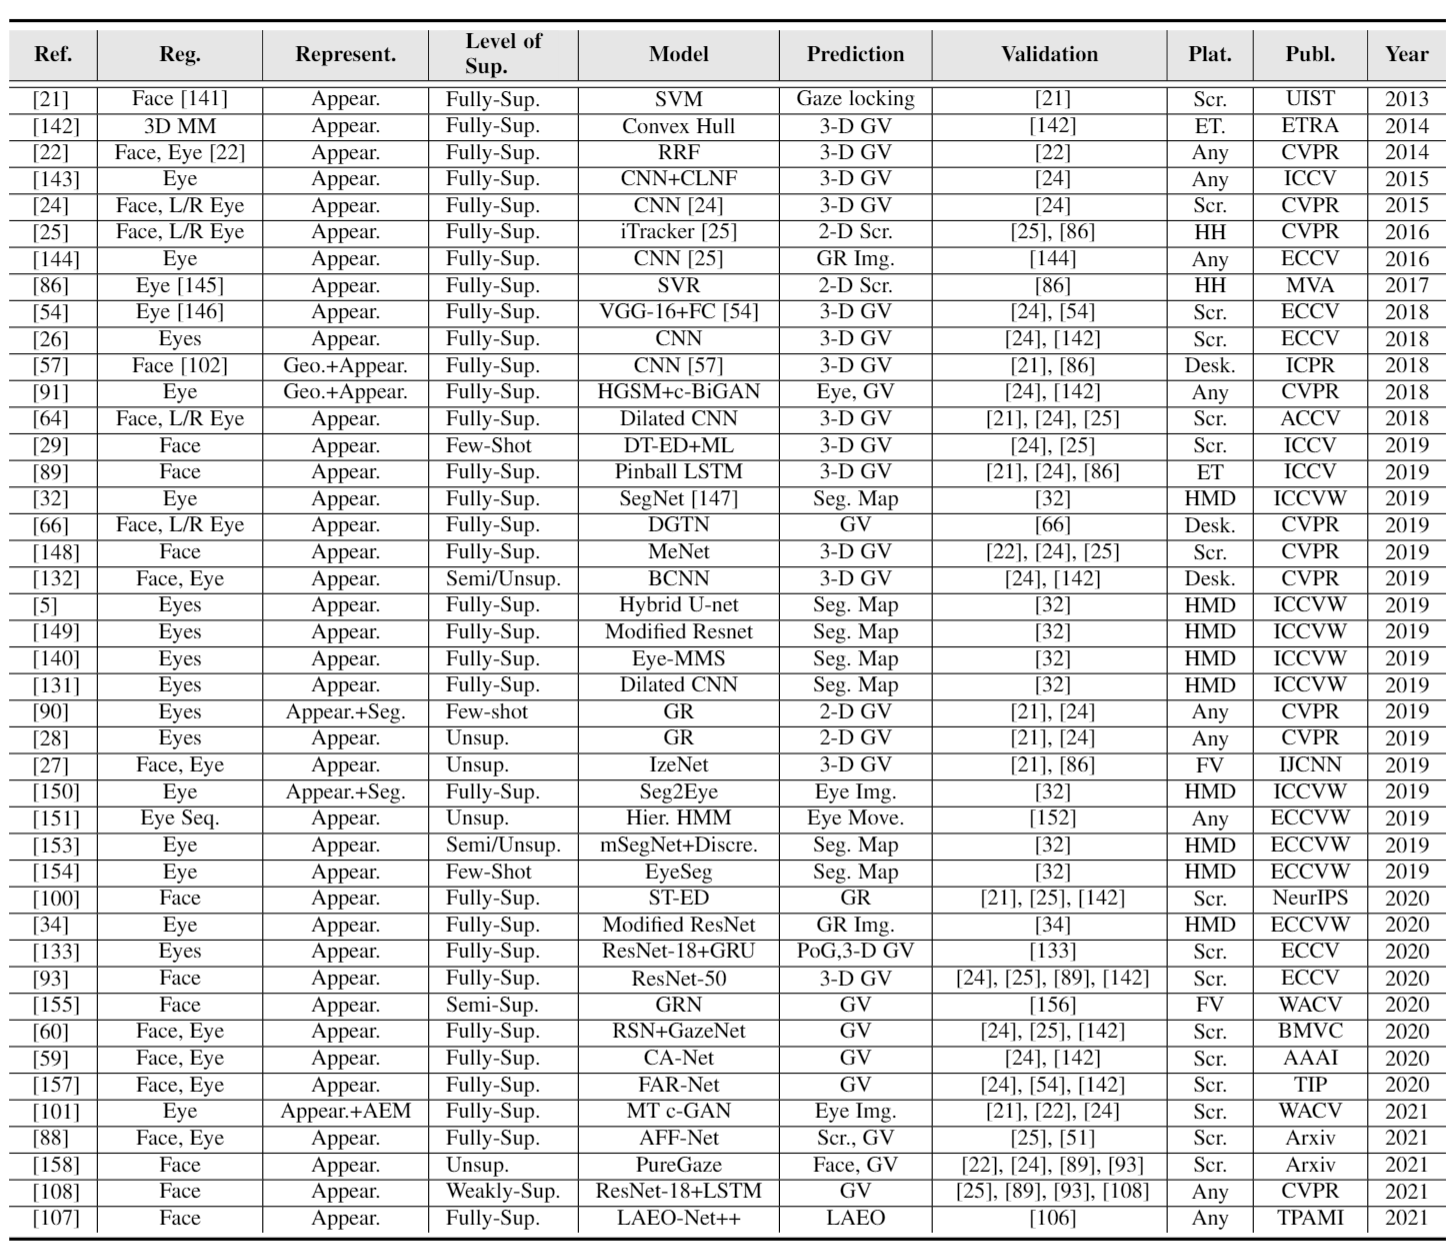 Ref. Reg. Represent. Level of Sup. Model Prediction Validation Plat. Publ. Year
[21] Face [141] Appear. Fully-Sup. SVM Gaze locking [21] Scr. UIST 2013
[142] 3D MM Appear. Fully-Sup. Convex Hull 3-D GV [142] ET. ETRA 2014
[22] Face, Eye [22] Appear. Fully-Sup. RRF 3-D GV [22] Any CVPR 2014
[143] Eye Appear. Fully-Sup. CNN+CLNF 3-D GV [24] Any ICCV 2015
[24] Face, L/R Eye Appear. Fully-Sup. CNN [24] 3-D GV [24] Scr. CVPR 2015
[25] Face, L/R Eye Appear. Fully-Sup. iTracker [25] 2-D Scr. [25], [86] HH CVPR 2016
[144] Eye Appear. Fully-Sup. CNN [25] GR Img. [144] Any ECCV 2016
[86] Eye [145] Appear. Fully-Sup. SVR 2-D Scr. [86] HH MVA 2017
[54] Eye [146] Appear. Fully-Sup. VGG-16+FC [54] 3-D GV [24], [54] Scr. ECCV 2018
[26] Eyes Appear. Fully-Sup. CNN 3-D GV [24], [142] Scr. ECCV 2018
[57] Face [102] Geo.+Appear. Fully-Sup. CNN [57] 3-D GV [21], [86] Desk. ICPR 2018
[91] Eye Geo.+Appear. Fully-Sup. HGSM+c-BiGAN Eye, GV [24], [142] Any CVPR 2018
[64] Face, L/R Eye Appear. Fully-Sup. Dilated CNN 3-D GV [21], [24], [25] Scr. ACCV 2018
[29] Face Appear. Few-Shot DT-ED+ML 3-D GV [24], [25] Scr. ICCV 2019
[89] Face Appear. Fully-Sup. Pinball LSTM 3-D GV [21], [24], [86] ET ICCV 2019
[32] Eye Appear. Fully-Sup. SegNet [147] Seg. Map [32] HMD ICCVW 2019
[66] Face, L/R Eye Appear. Fully-Sup. DGTN GV [66] Desk. CVPR 2019
[148] Face Appear. Fully-Sup. MeNet 3-D GV [22], [24], [25] Scr. CVPR 2019
[132] Face, Eye Appear. Semi/Unsup. BCNN 3-D GV [24], [142] Desk. CVPR 2019
[5] Eyes Appear. Fully-Sup. Hybrid U-net Seg. Map [32] HMD ICCVW 2019
[149] Eyes Appear. Fully-Sup. Modified Resnet Seg. Map [32] HMD ICCVW 2019
[140] Eyes Appear. Fully-Sup. Eye-MMS Seg. Map [32] HMD ICCVW 2019
[131] Eyes Appear. Fully-Sup. Dilated CNN Seg. Map [32] HMD ICCVW 2019
[90] Eyes Appear.+Seg. Few-shot GR 2-D GV [21], [24] Any CVPR 2019
[28] Eyes Appear. Unsup. GR 2-D GV [21], [24] Any CVPR 2019
[27] Face, Eye Appear. Unsup. IzeNet 3-D GV [21], [86] FV IJCNN 2019
[150] Eye Appear.+Seg. Fully-Sup. Seg2Eye Eye Img. [32] HMD ICCVW 2019
[151] Eye Seq. Appear. Unsup. Hier. HMM Eye Move. [152] Any ECCVW 2019
[153] Eye Appear. Semi/Unsup. mSegNet+Discre. Seg. Map [32] HMD ECCVW 2019
[154] Eye Appear. Few-Shot EyeSeg Seg. Map [32] HMD ECCVW 2019
[100] Face Appear. Fully-Sup. ST-ED GR [21], [25], [142] Scr. NeurIPS 2020
[34] Eye Appear. Fully-Sup. Modified ResNet GR Img. [34] HMD ECCVW 2020
[133] Eyes Appear. Fully-Sup. ResNet-18+GRU PoG,3-D GV [133] Scr. ECCV 2020
[93] Face Appear. Fully-Sup. ResNet-50 3-D GV [24], [25], [89], [142] Scr. ECCV 2020
[155] Face Appear. Semi-Sup. GRN GV [156] FV WACV 2020
[60] Face, Eye Appear. Fully-Sup. RSN+GazeNet GV [24], [25], [142] Scr. BMVC 2020
[59] Face, Eye Appear. Fully-Sup. CA-Net GV [24], [142] Scr. AAAI 2020
[157] Face, Eye Appear. Fully-Sup. FAR-Net GV [24], [54], [142] Scr. TIP 2020
[101] Eye Appear.+AEM Fully-Sup. MT c-GAN Eye Img. [21], [22], [24] Scr. WACV 2021
[88] Face, Eye Appear. Fully-Sup. AFF-Net Scr., GV [25], [51] Scr. Arxiv 2021
[158] Face Appear. Unsup. PureGaze Face, GV [22], [24], [89], [93] Scr. Arxiv 2021
[108] Face Appear. Weakly-Sup. ResNet-18+LSTM GV [25], [89], [93], [108] Any CVPR 2021
[107] Face Appear. Fully-Sup. LAEO-Net++ LAEO [106] Any TPAMI 2021